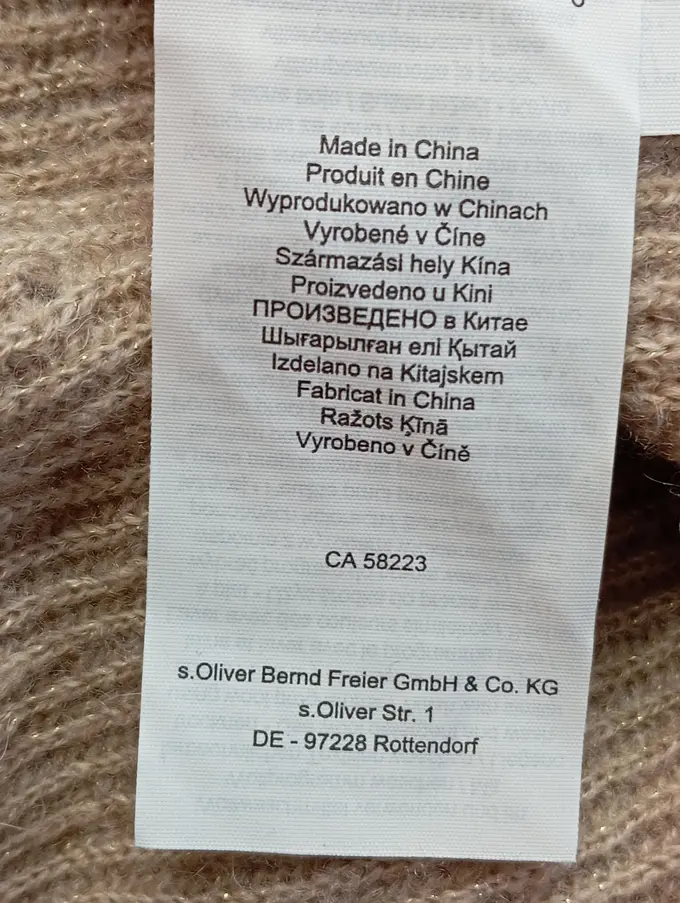 Made in China
Produit en Chine
Wyprodukowano w Chinach
Vyrobené v Číne
Származási hely Kína
Proizvedeno u Kini
ПРОИЗВЕДЕНО в Китае
Шығарылған елі Қытай
Izdelano na Kitajskem
Fabricat in China
Ražots Ķīnā
Vyrobeno v Číně
CA 58223
s.Oliver Bernd Freier GmbH & Co. KG
s.Oliver Str. 1
DE - 97228 Rottendorf